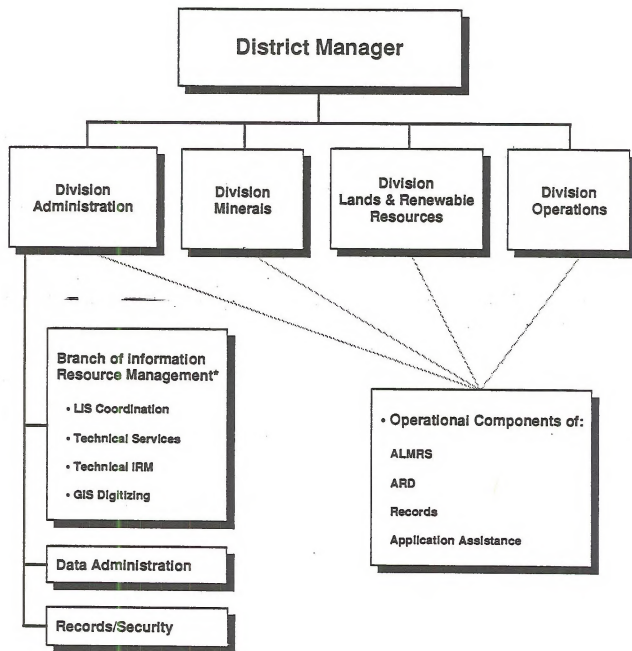 District Manager
Division
Administration
Division
Minerals
Division
Lands & Renewable
Resources
Division
Operations
Branch of Information
Resource Management*
• LIS Coordination
• Technical Services
• Technical IRM
• GIS Digitizing
Data Administration
Records/Security
• Operational Components of:
ALMRS
ARD
Records
Application Assistance